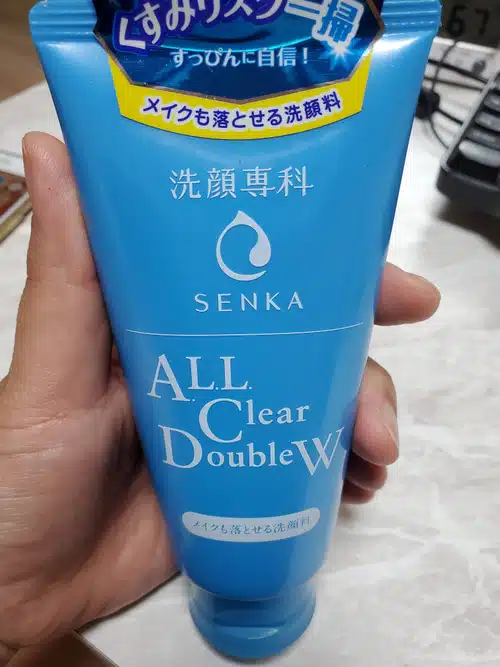 くすみリスク一掃
すっぴんに自信！
メイクも落とせる洗顔料
洗顔専科
SENKA
A.L.L.
Clear
Double W
メイクも落とせる洗顔料